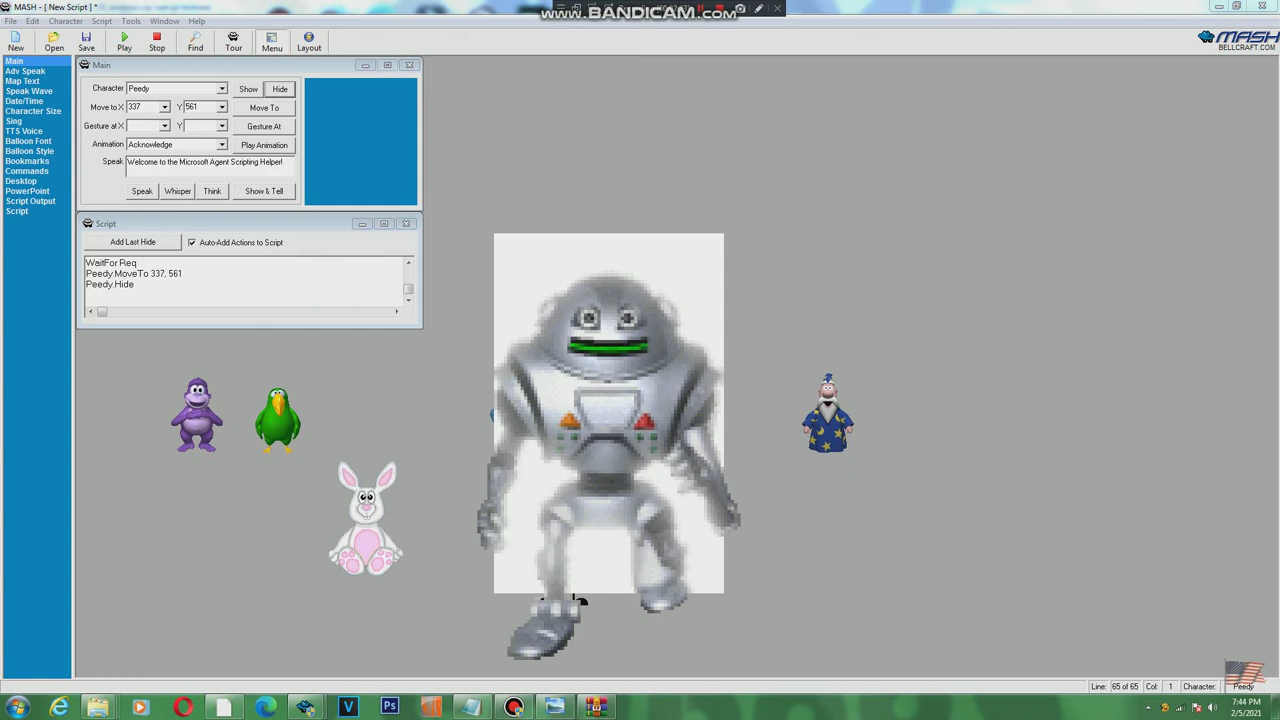 MASH - [ New Script ] *
www.BANDICAM.com
File Edit Character Script Tools Window Help
New Open Save Play Stop Find Tour Menu Layout
MASH
BELLCRAFT.COM
Main
Adv Speak
Map Text
Speak Wave
Date/Time
Character Size
Sing
TTS Voice
Balloon Font
Balloon Style
Bookmarks
Commands
Desktop
PowerPoint
Script Output
Script
Main
Character Peedy Show Hide
Move to X 337 Y 561 Move To
Gesture at X Y Gesture At
Animation Acknowledge Play Animation
Speak Welcome to the Microsoft Agent Scripting Helper!
Speak Whisper Think Show & Tell
Script
Add Last Hide Auto-Add Actions to Script
WaitFor Req
Peedy.MoveTo 337, 561
Peedy.Hide
Line: 65 of 65 Col: 1 Character: Peedy
7:44 PM
2/5/2021